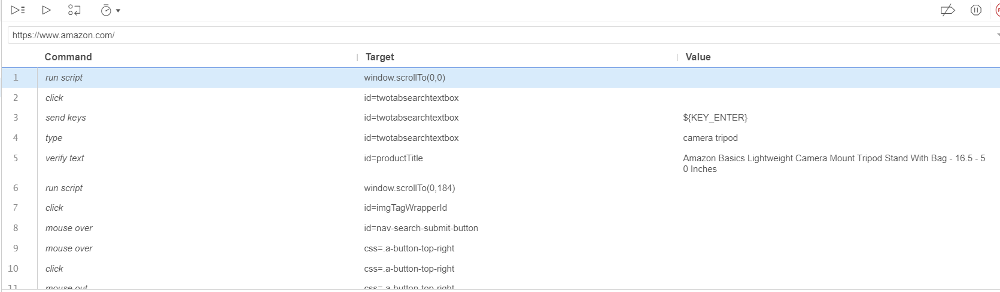 https://www.amazon.com/
Command Target Value
1 run script window.scrollTo(0,0)
2 click id=twotabsearchtextbox
3 send keys id=twotabsearchtextbox ${KEY_ENTER}
4 type id=twotabsearchtextbox camera tripod
5 verify text id=productTitle Amazon Basics Lightweight Camera Mount Tripod Stand With Bag - 16.5 - 5
0 Inches
6 run script window.scrollTo(0,184)
7 click id=imgTagWrapperId
8 mouse over id=nav-search-submit-button
9 mouse over css=.a-button-top-right
10 click css=.a-button-top-right
11 mouse out css=.a-button-top-right